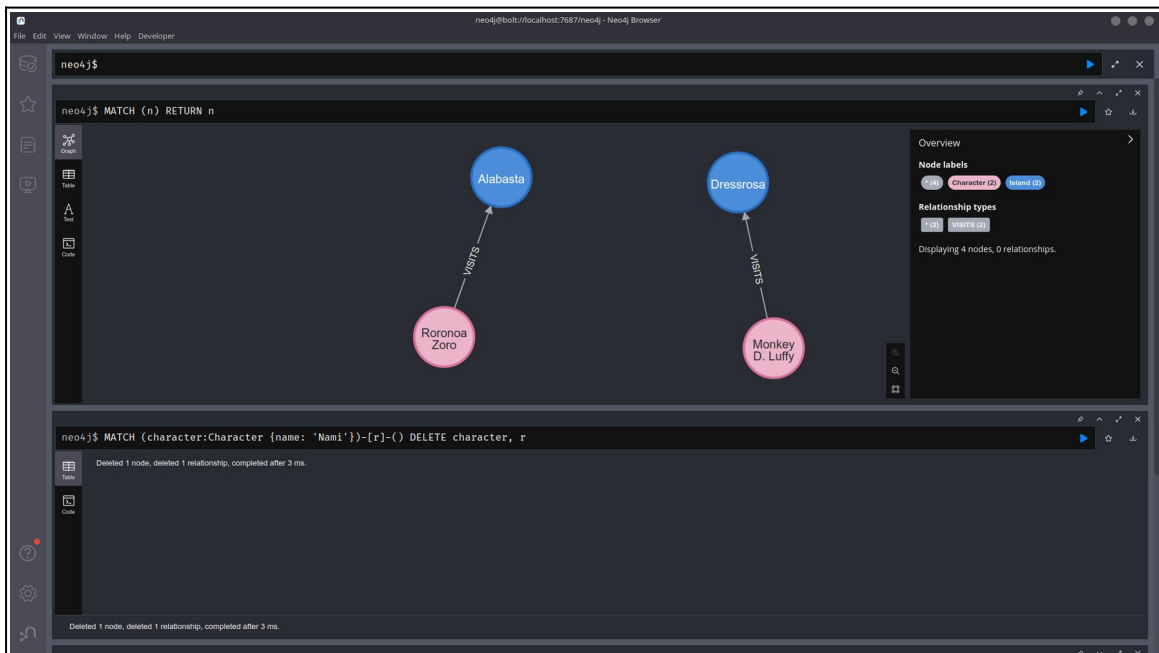 neo4j@bolt://localhost:7687/neo4j - Neo4j Browser
File Edit View Window Help Developer
neo4j$
neo4j$ MATCH (n) RETURN n
Graph
Table
Text
Code
Alabasta
Dressrosa
VISITS
VISITS
Roronoa
Zoro
Monkey
D. Luffy
Overview
Node labels
* (4) Character (2) Island (2)
Relationship types
* (2) VISITS (2)
Displaying 4 nodes, 0 relationships.
neo4j$ MATCH (character:Character {name: 'Nami'})-[r]-() DELETE character, r
Table
Code
Deleted 1 node, deleted 1 relationship, completed after 3 ms.
Deleted 1 node, deleted 1 relationship, completed after 3 ms.